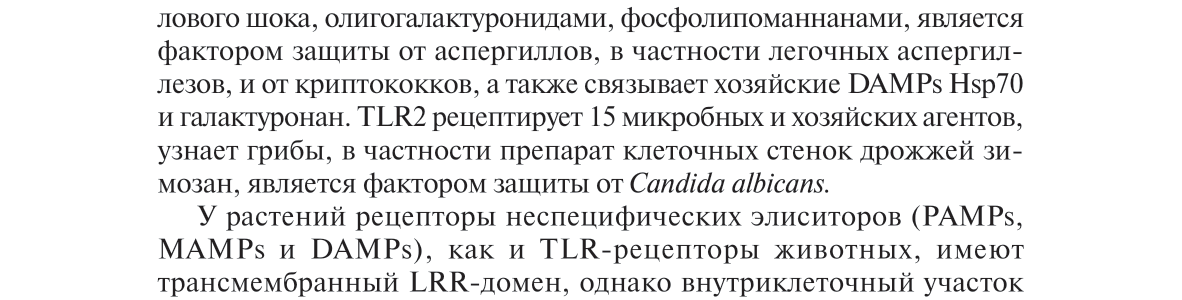 лового шока, олигогалактуронидами, фосфолипоманнанами, является
фактором защиты от аспергиллов, в частности легочных аспергил-
лезов, и от криптококков, а также связывает хозяйские DAMPs Hsp70
и галактуронан. TLR2 рецептирует 15 микробных и хозяйских агентов,
узнает грибы, в частности препарат клеточных стенок дрожжей зи-
мозан, является фактором защиты от Candida albicans.
У растений рецепторы неспецифических элиситоров (PAMPs,
MAMPs и DAMPs), как и TLR-рецепторы животных, имеют
трансмембранный LRR-домен, однако внутриклеточный участок